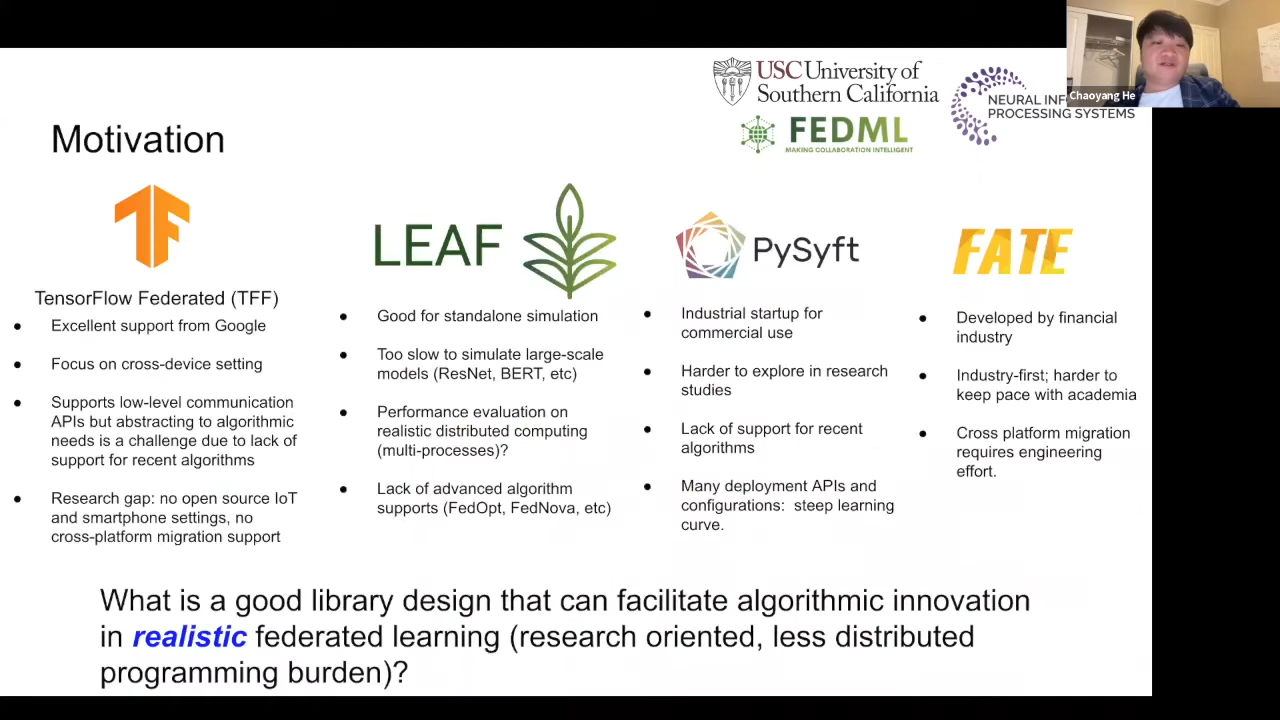 Chaoyang He
USC University of
Southern California
NEURAL INF
PROCESSING SYSTEMS
FEDML
MAKING COLLABORATION INTELLIGENT
Motivation
TF
TensorFlow Federated (TFF)
● Excellent support from Google
● Focus on cross-device setting
● Supports low-level communication
APIs but abstracting to algorithmic
needs is a challenge due to lack of
support for recent algorithms
● Research gap: no open source IoT
and smartphone settings, no
cross-platform migration support
LEAF
● Good for standalone simulation
● Too slow to simulate large-scale
models (ResNet, BERT, etc)
● Performance evaluation on
realistic distributed computing
(multi-processes)?
● Lack of advanced algorithm
supports (FedOpt, FedNova, etc)
PySyft
● Industrial startup for
commercial use
● Harder to explore in research
studies
● Lack of support for recent
algorithms
● Many deployment APIs and
configurations: steep learning
curve.
FATE
● Developed by financial
industry
● Industry-first; harder to
keep pace with academia
● Cross platform migration
requires engineering
effort.
What is a good library design that can facilitate algorithmic innovation
in realistic federated learning (research oriented, less distributed
programming burden)?